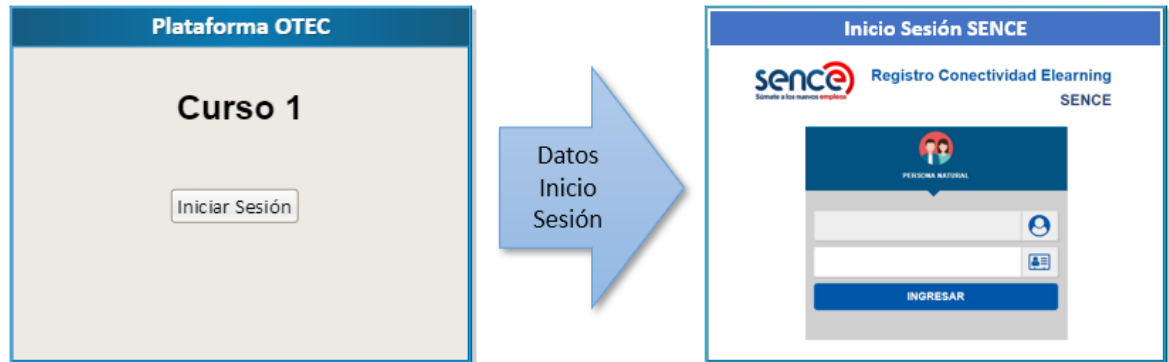 Plataforma OTEC
Curso 1
Iniciar Sesión
Datos
Inicio
Sesión
Inicio Sesión SENCE
sence
Súmate a los nuevos empleos
Registro Conectividad Elearning
SENCE
PERSONA NATURAL
INGRESAR